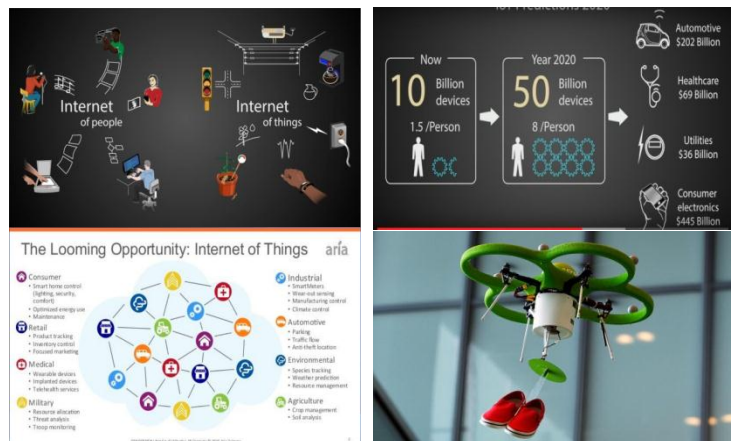 Internet
of people
Internet
of things
IoT Predictions 2020
Now
10 Billion
devices
1.5 /Person
Year 2020
50 Billion
devices
8 /Person
Automotive
$202 Billion
Healthcare
$69 Billion
Utilities
$36 Billion
Consumer
electronics
$445 Billion
The Looming Opportunity: Internet of Things
aria
Consumer
• Smart home control
(lighting, security,
comfort)
• Optimized energy use
• Maintenance
Retail
• Product tracking
• Inventory control
• Focused marketing
Medical
• Wearable devices
• Implanted devices
• Telehealth services
Military
• Resource allocation
• Threat analysis
• Troop monitoring
Industrial
• SmartMeters
• Wear-out sensing
• Manufacturing control
• Climate control
Automotive
• Parking
• Traffic flow
• Anti-theft location
Environmental
• Species tracking
• Weather prediction
• Resource management
Agriculture
• Crop management
• Soil analysis